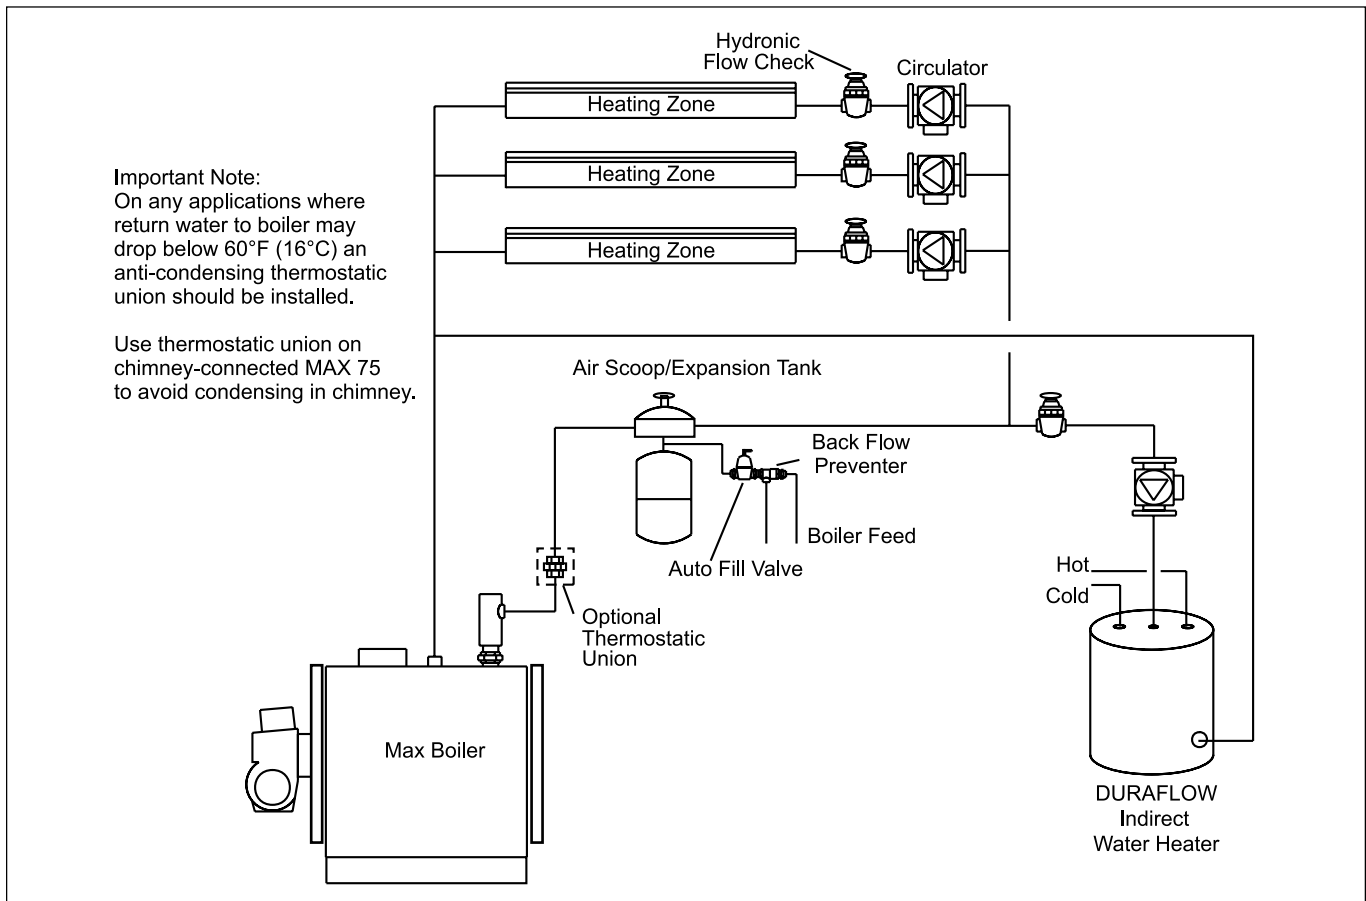 Hydronic
Flow Check
Circulator
Heating Zone
Heating Zone
Heating Zone
Important Note:
On any applications where
return water to boiler may
drop below 60°F (16°C) an
anti-condensing thermostatic
union should be installed.
Use thermostatic union on
chimney-connected MAX 75
to avoid condensing in chimney.
Air Scoop/Expansion Tank
Back Flow
Preventer
Boiler Feed
Auto Fill Valve
Hot
Cold
Optional
Thermostatic
Union
Max Boiler
DURAFLOW
Indirect
Water Heater